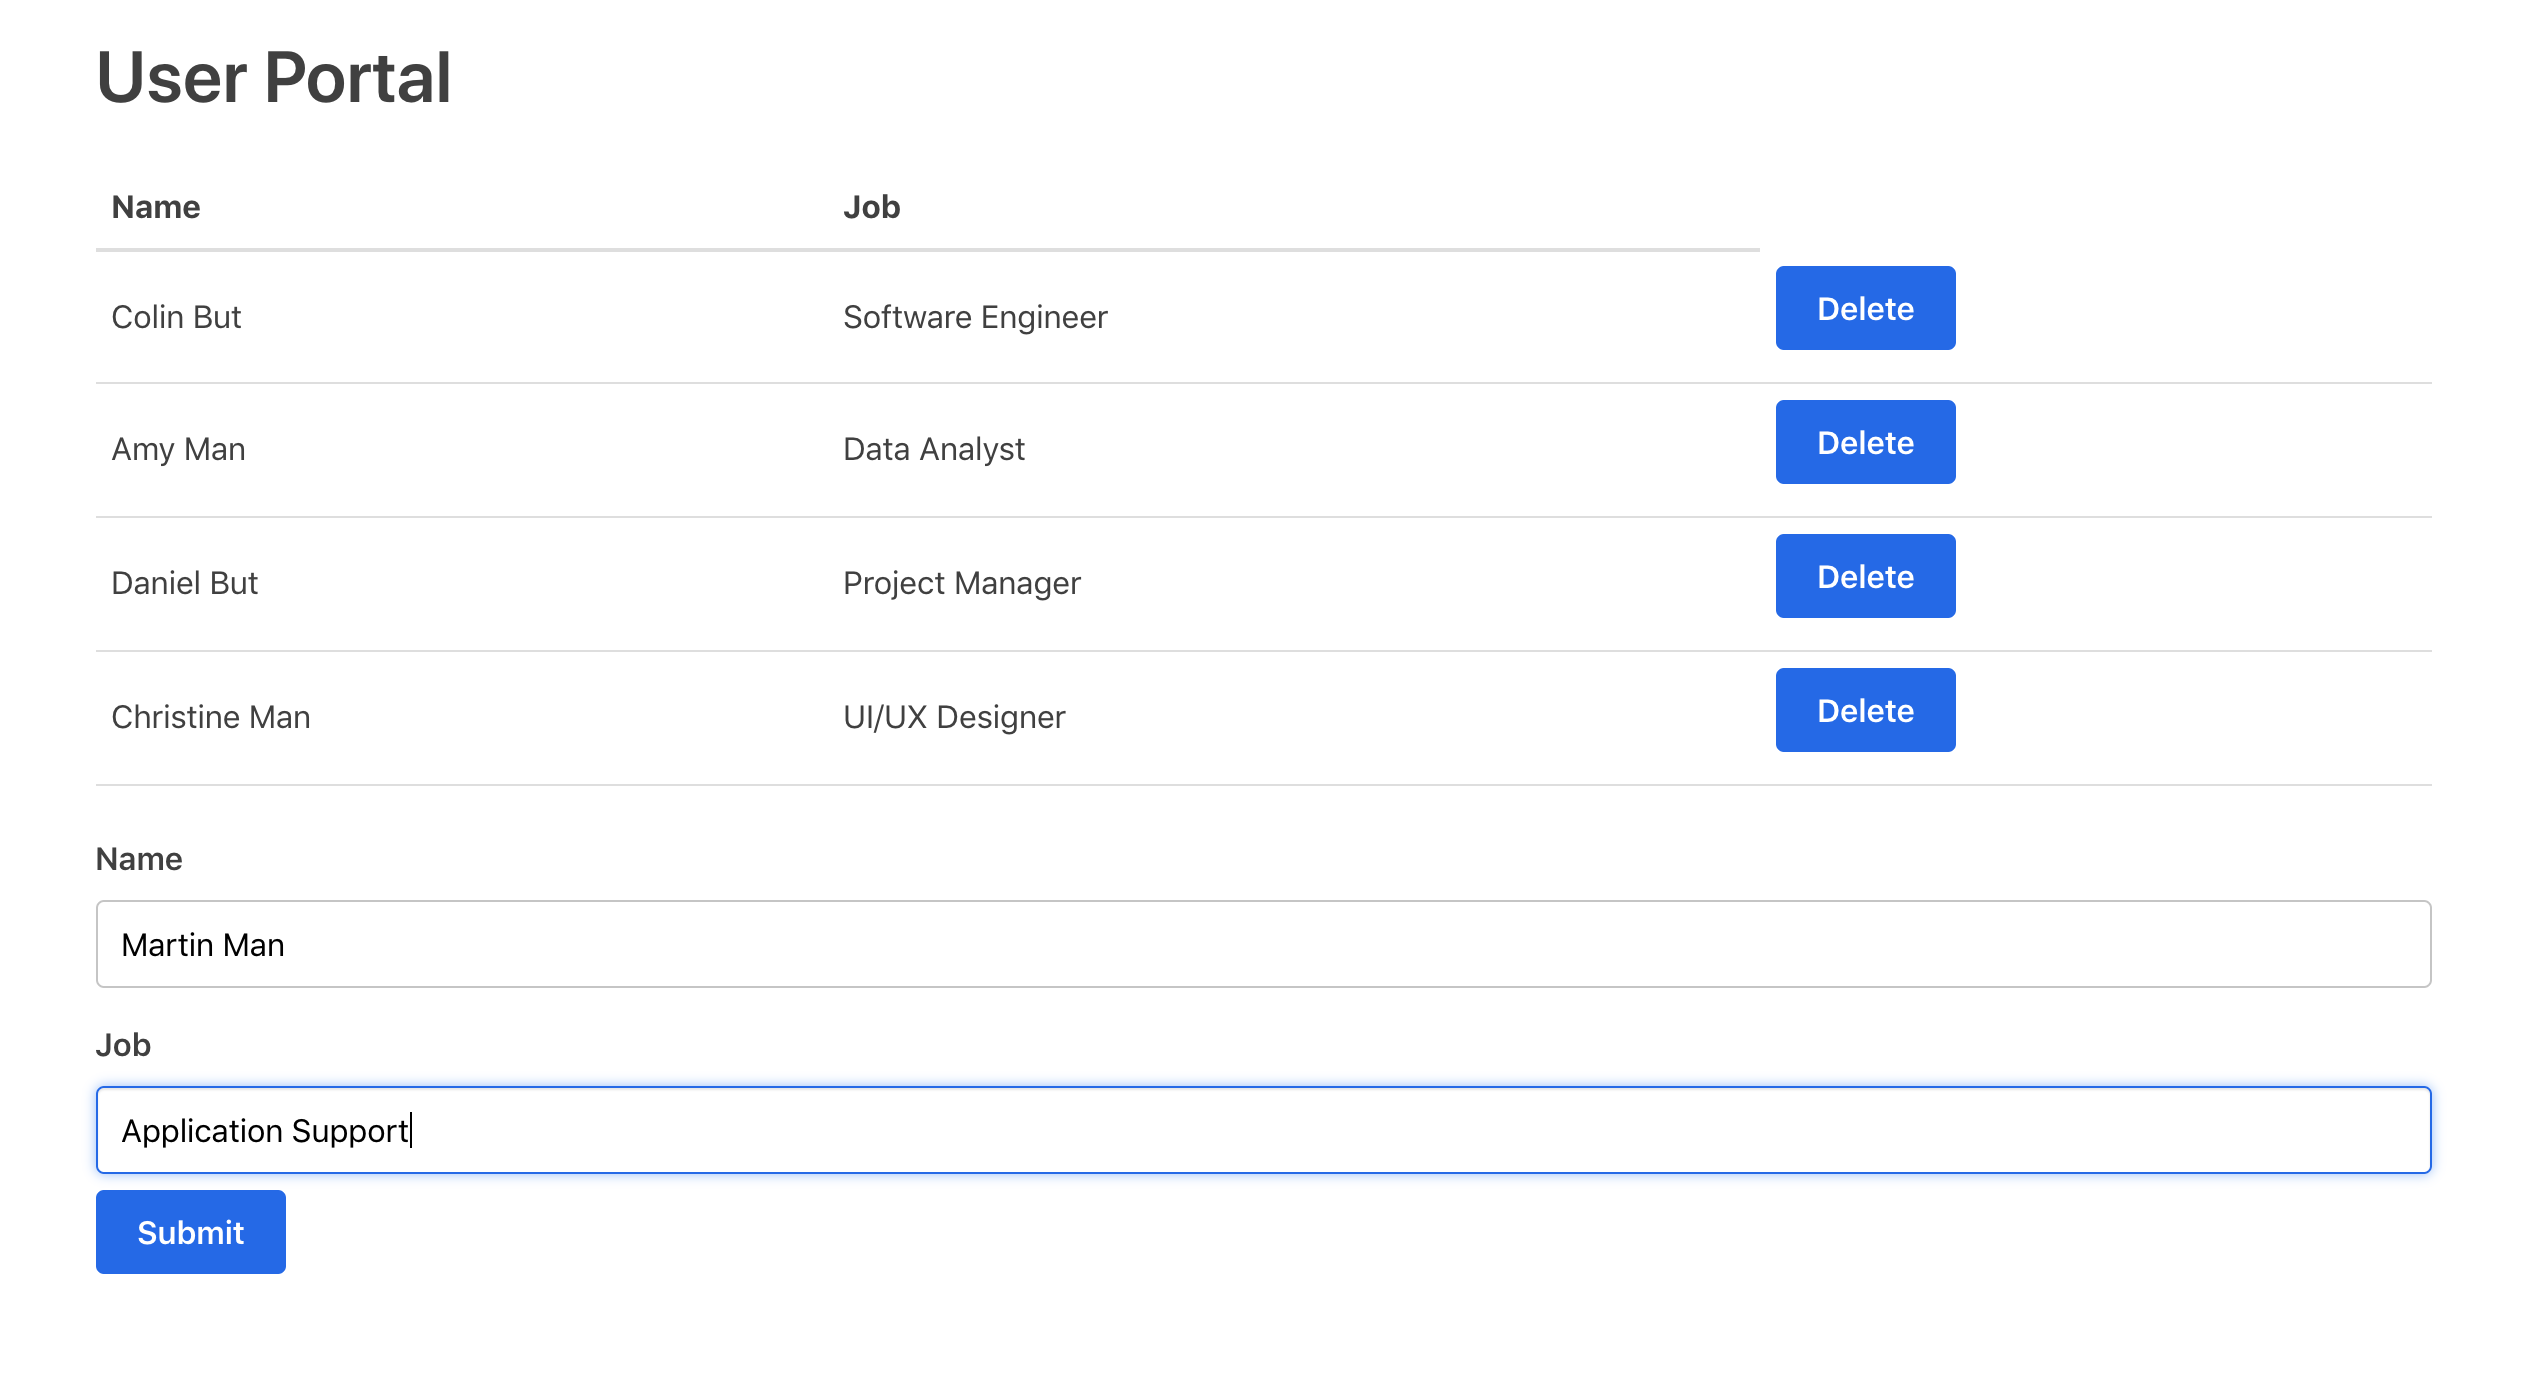 User Portal
Name Job
Colin But Software Engineer Delete
Amy Man Data Analyst Delete
Daniel But Project Manager Delete
Christine Man UI/UX Designer Delete
Name
Martin Man
Job
Application Support
Submit